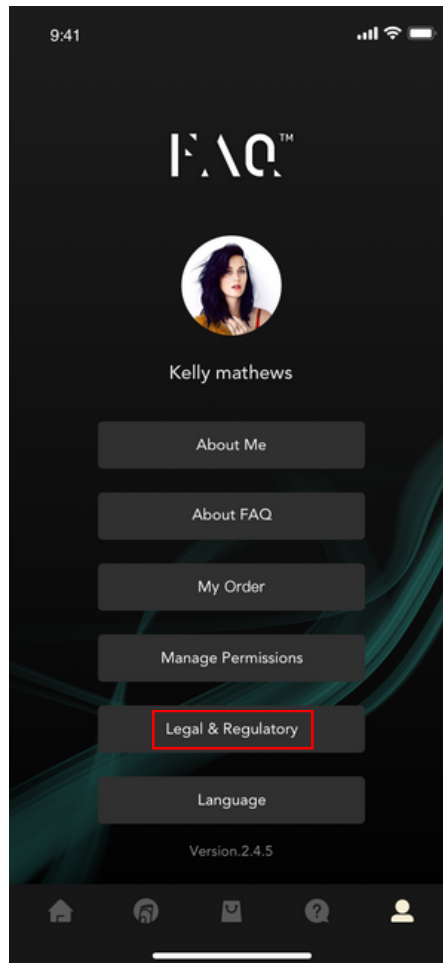 9:41
FAQ™
Kelly mathews
About Me
About FAQ
My Order
Manage Permissions
Legal & Regulatory
Language
Version.2.4.5
?